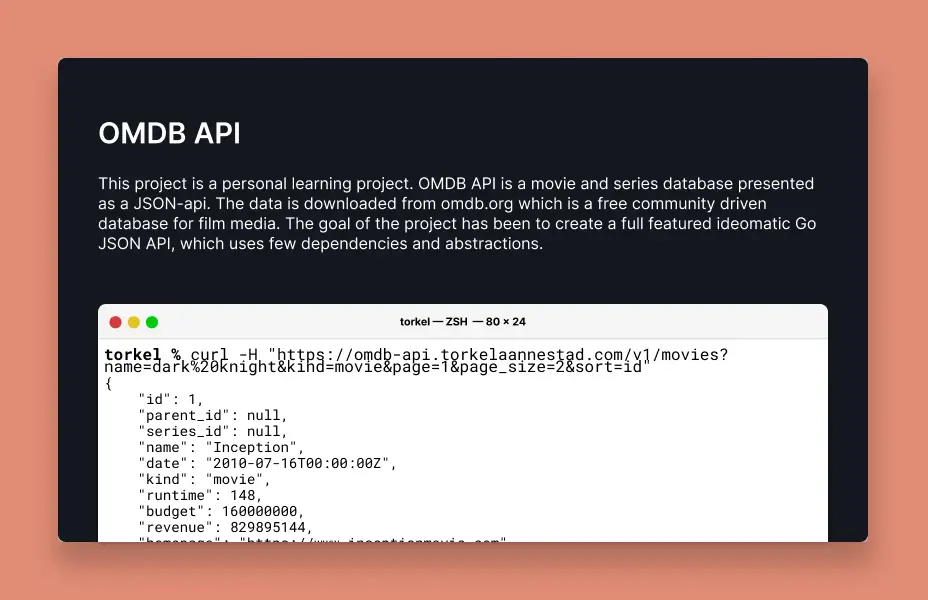 OMDB API
This project is a personal learning project. OMDB API is a movie and series database presented
as a JSON-api. The data is downloaded from omdb.org which is a free community driven
database for film media. The goal of the project has been to create a full featured ideomatic Go
JSON API, which uses few dependencies and abstractions.
torkel — ZSH — 80 × 24
torkel % curl -H "https://omdb-api.torkelaannestad.com/v1/movies?
name=dark%20knight&kind=movie&page=1&page_size=2&sort=id"
{
"id": 1,
"parent_id": null,
"series_id": null,
"name": "Inception",
"date": "2010-07-16T00:00:00Z",
"kind": "movie",
"runtime": 148,
"budget": 160000000,
"revenue": 829895144,
"homepage": "https://www.inceptionmovie.com"